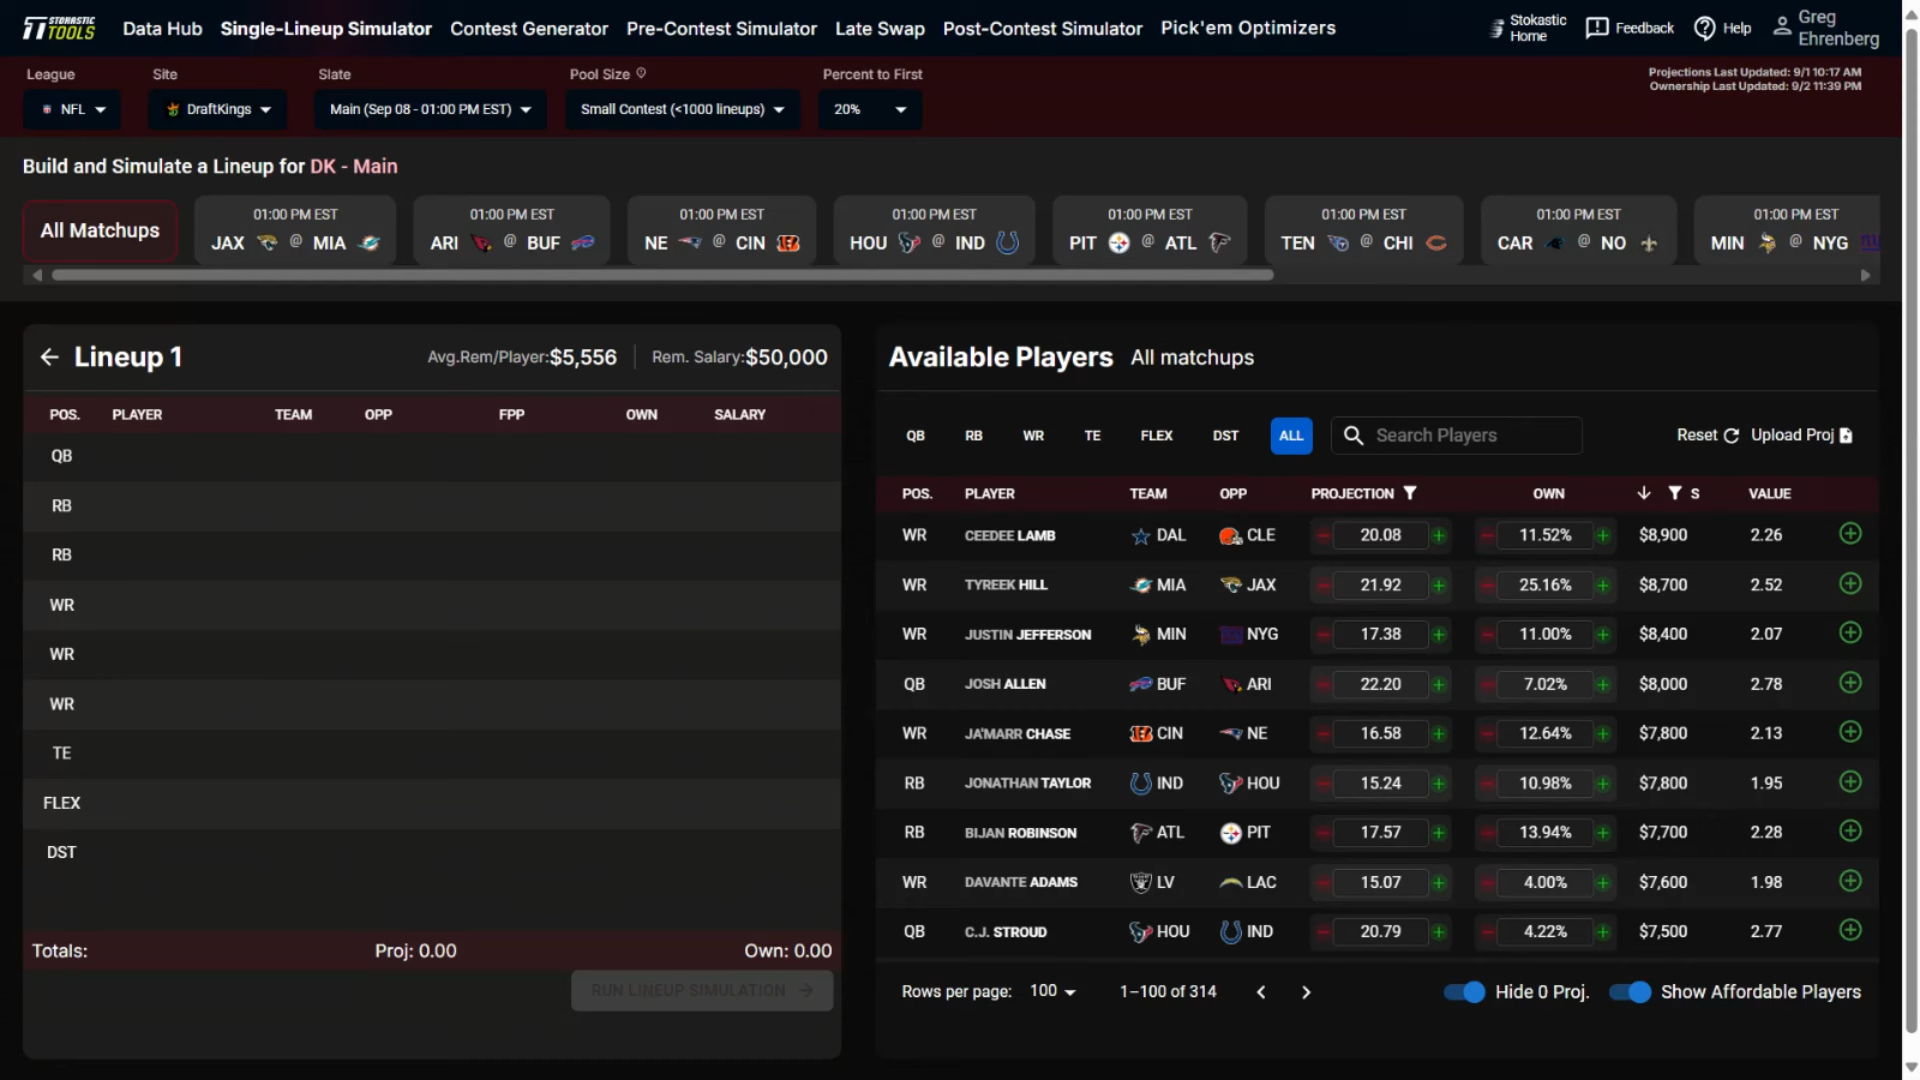 STOKASTIC TOOLS
Data Hub Single-Lineup Simulator Contest Generator Pre-Contest Simulator Late Swap Post-Contest Simulator Pick'em Optimizers Stokastic Home Feedback Help Greg Ehrenberg
League Site Slate Pool Size Percent to First
NFL DraftKings Main (Sep 08 - 01:00 PM EST) Small Contest (<1000 lineups) 20%
Projections Last Updated: 9/1 10:17 AM
Ownership Last Updated: 9/2 11:39 PM
Build and Simulate a Lineup for DK - Main
All Matchups
01:00 PM EST 01:00 PM EST 01:00 PM EST 01:00 PM EST 01:00 PM EST 01:00 PM EST 01:00 PM EST 01:00 PM EST
JAX @ MIA ARI @ BUF NE @ CIN HOU @ IND PIT @ ATL TEN @ CHI CAR @ NO MIN @ NYG
Lineup 1 Avg.Rem/Player:$5,556 Rem. Salary:$50,000
POS. PLAYER TEAM OPP FPP OWN SALARY
QB
RB
RB
WR
WR
WR
TE
FLEX
DST
Totals: Proj: 0.00 Own: 0.00
RUN LINEUP SIMULATION
Available Players All matchups
QB RB WR TE FLEX DST ALL Search Players Reset Upload Proj
POS. PLAYER TEAM OPP PROJECTION OWN S VALUE
WR CEEDEE LAMB DAL CLE 20.08 11.52% $8,900 2.26
WR TYREEK HILL MIA JAX 21.92 25.16% $8,700 2.52
WR JUSTIN JEFFERSON MIN NYG 17.38 11.00% $8,400 2.07
QB JOSH ALLEN BUF ARI 22.20 7.02% $8,000 2.78
WR JA'MARR CHASE CIN NE 16.58 12.64% $7,800 2.13
RB JONATHAN TAYLOR IND HOU 15.24 10.98% $7,800 1.95
RB BIJAN ROBINSON ATL PIT 17.57 13.94% $7,700 2.28
WR DAVANTE ADAMS LV LAC 15.07 4.00% $7,600 1.98
QB C.J. STROUD HOU IND 20.79 4.22% $7,500 2.77
Rows per page: 100 1–100 of 314 Hide 0 Proj. Show Affordable Players